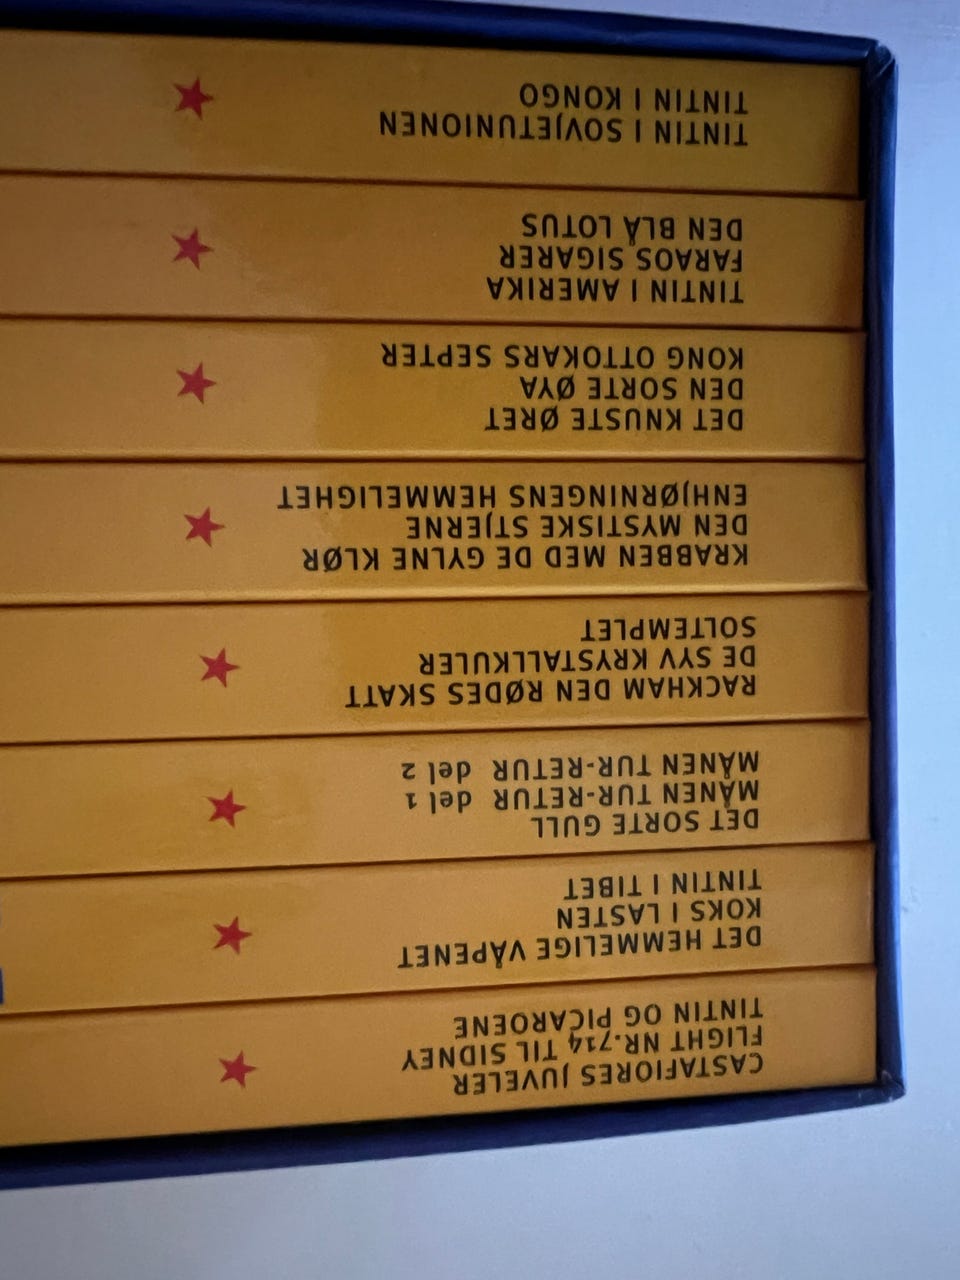 CASTAFIORES JUVELER
FLIGHT NR.714 TIL SIDNEY
TINTIN OG PICAROENE
DET HEMMELIGE VÅPENET
KOKS I LASTEN
TINTIN I TIBET
DET SORTE GULL
MÅNEN TUR-RETUR del 1
MÅNEN TUR-RETUR del 2
RACKHAM DEN RØDES SKATT
DE SYV KRYSTALLKULER
SOLTEMPLET
KRABBEN MED DE GYLNE KLØR
DEN MYSTISKE STJERNE
ENHJØRNINGENS HEMMELIGHET
DET KNUSTE ØRET
DEN SORTE ØYA
KONG OTTOKARS SEPTER
TINTIN I AMERIKA
FARAOS SIGARER
DEN BLÅ LOTUS
TINTIN I SOVJETUNIONEN
TINTIN I KONGO